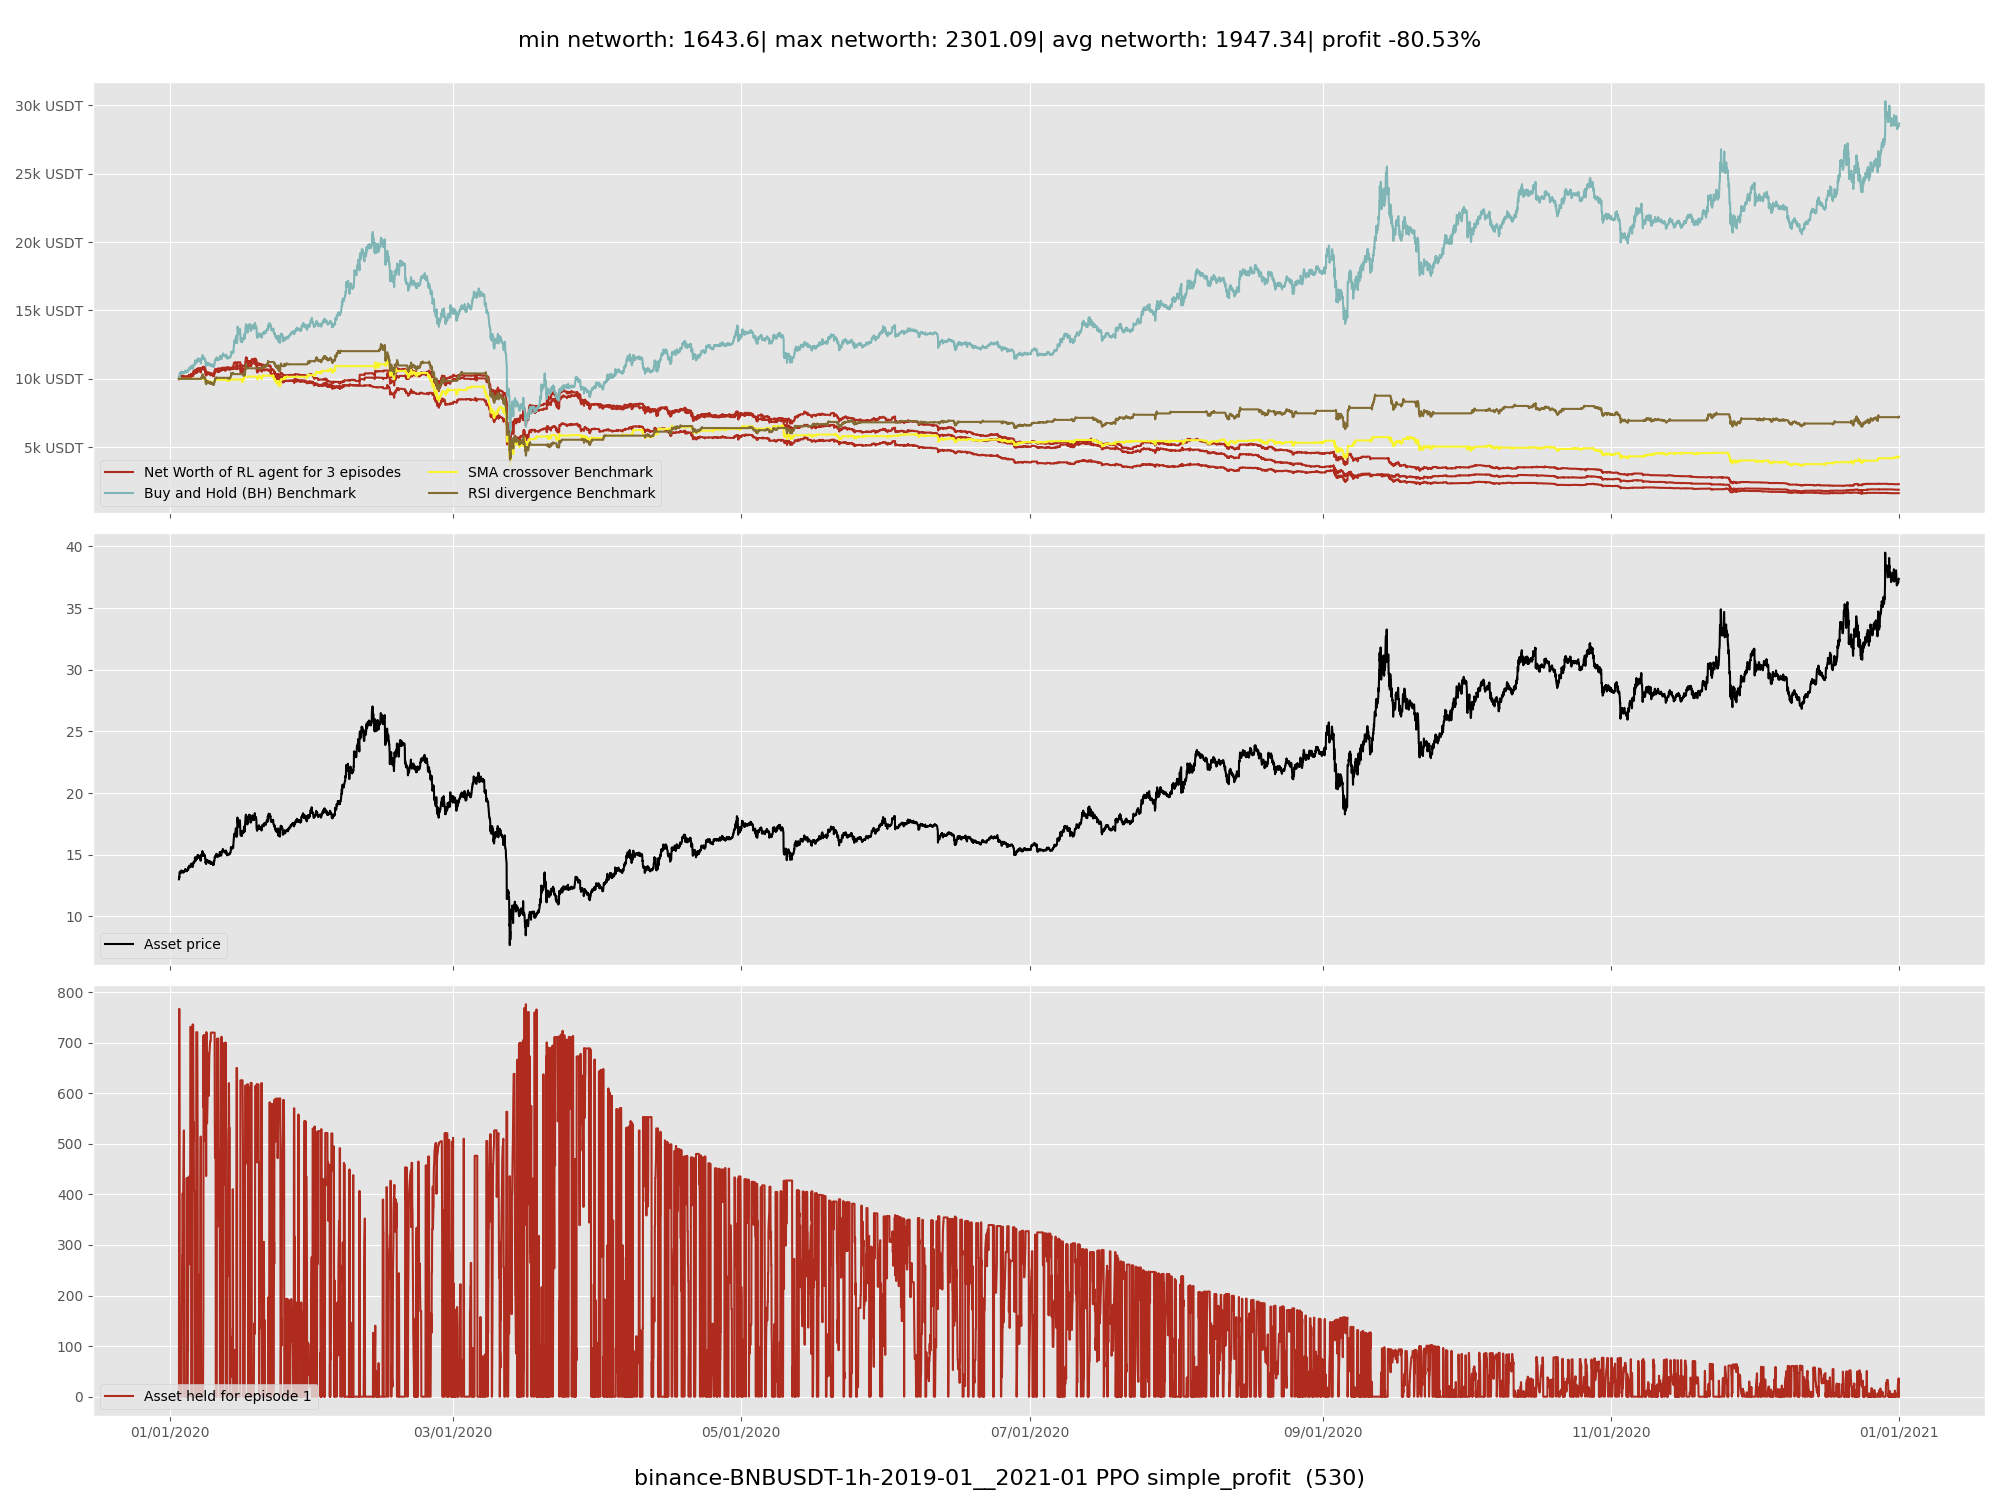 min networth: 1643.6| max networth: 2301.09| avg networth: 1947.34| profit -80.53%
30k USDT
25k USDT
20k USDT
15k USDT
10k USDT
5k USDT
Net Worth of RL agent for 3 episodes
Buy and Hold (BH) Benchmark
SMA crossover Benchmark
RSI divergence Benchmark
40
35
30
25
20
15
10
Asset price
800
700
600
500
400
300
200
100
0
Asset held for episode 1
01/01/2020 03/01/2020 05/01/2020 07/01/2020 09/01/2020 11/01/2020 01/01/2021
binance-BNBUSDT-1h-2019-01__2021-01 PPO simple_profit (530)